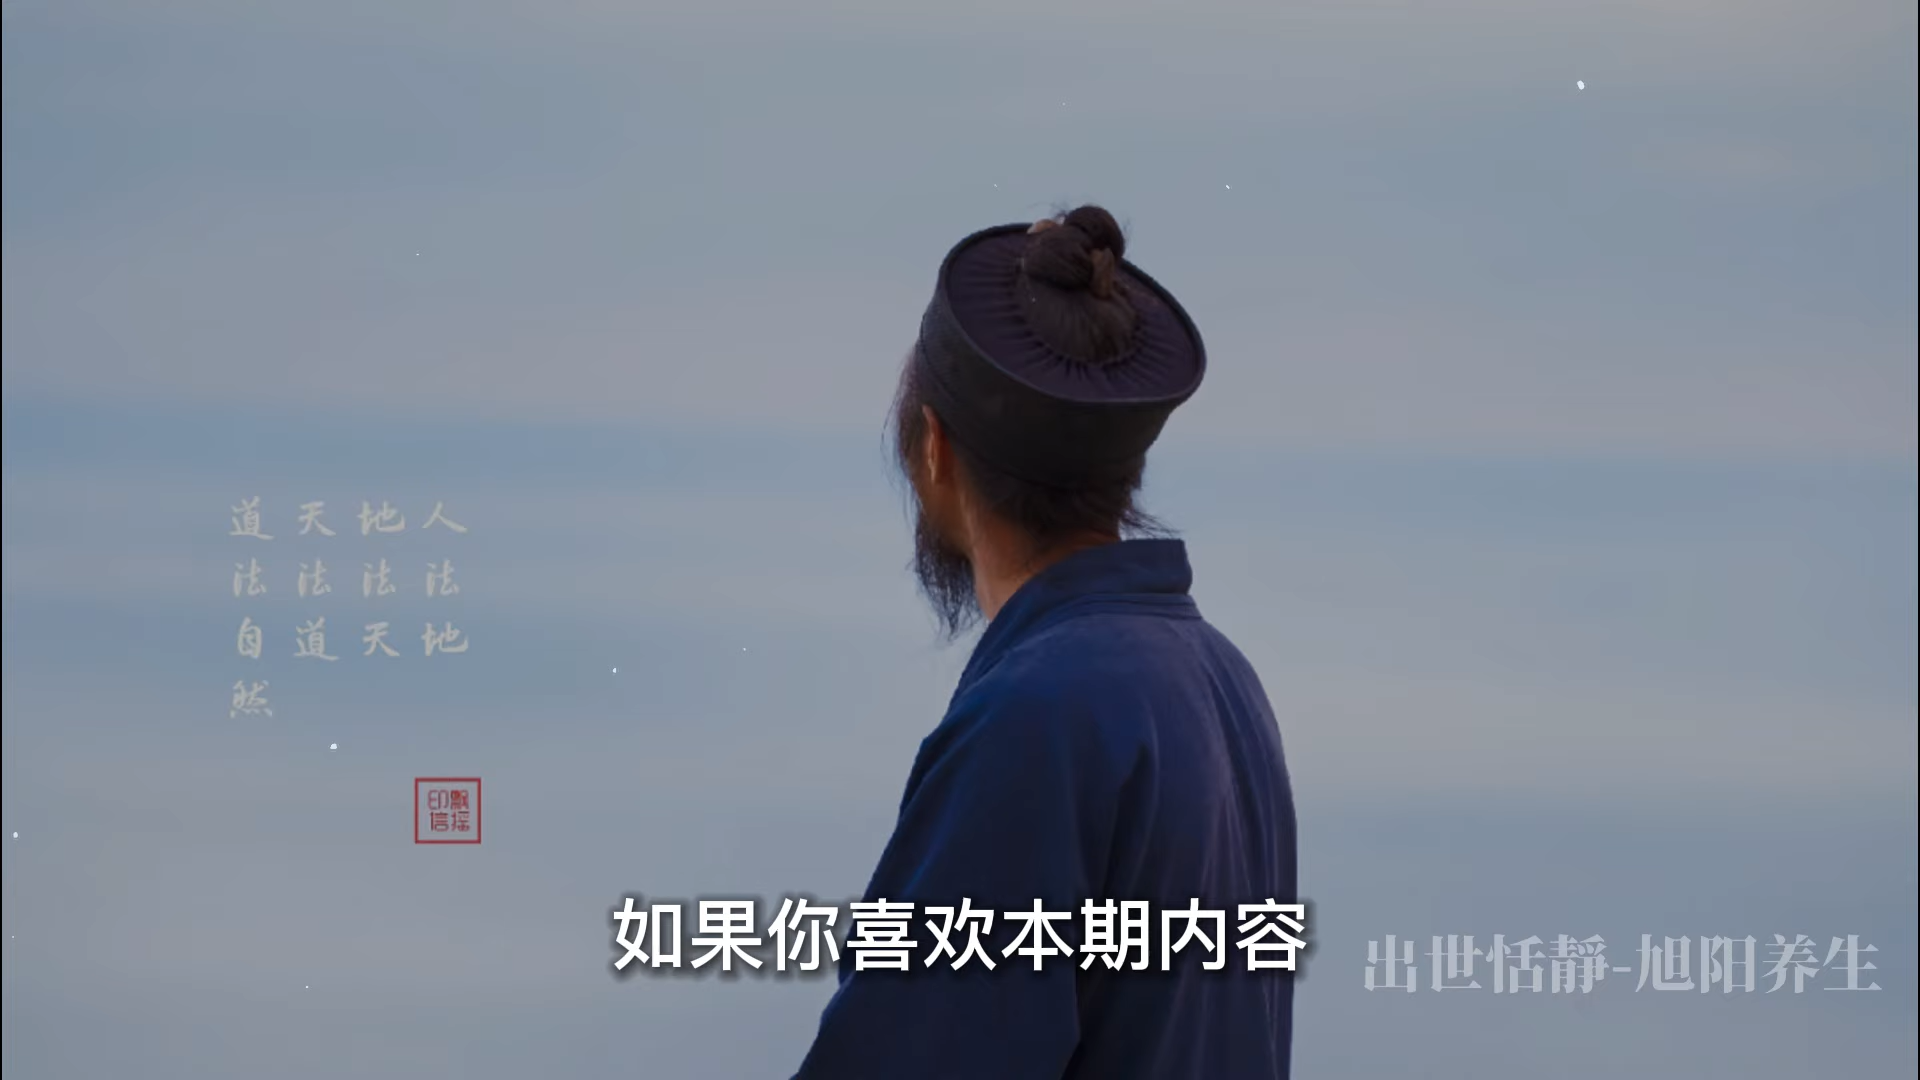 人法地
地法天
天法道
道法自然
飘摇
印信
如果你喜欢本期内容
出世恬靜-旭阳养生